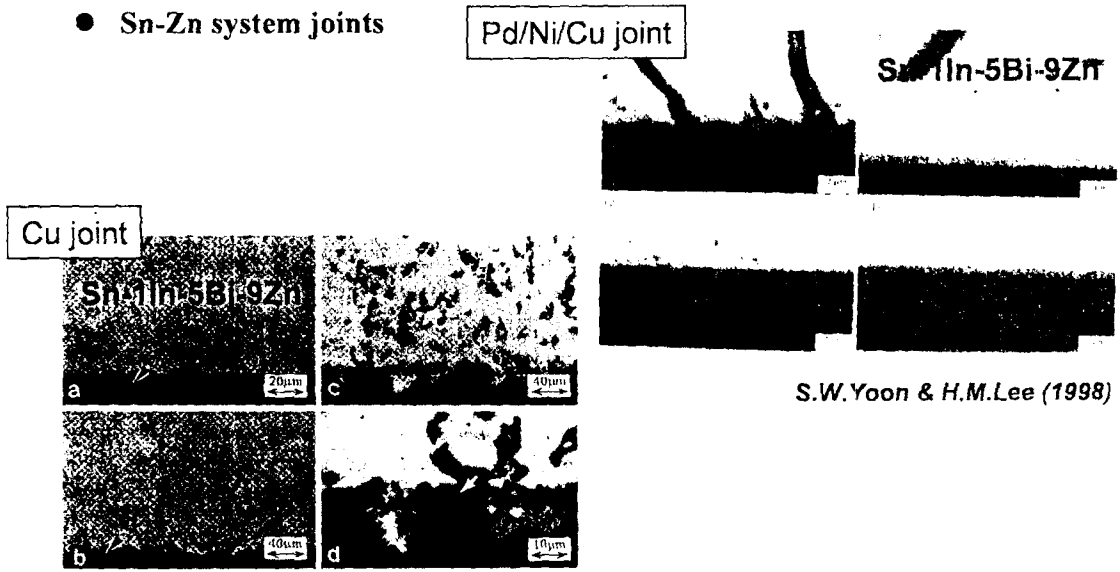 ● Sn-Zn system joints
Pd/Ni/Cu joint
Sn-1In-5Bi-9Zn
Cu joint
Sn-1In-5Bi-9Zn
a
20μm
c
40μm
b
40μm
d
10μm
S.W.Yoon & H.M.Lee (1998)